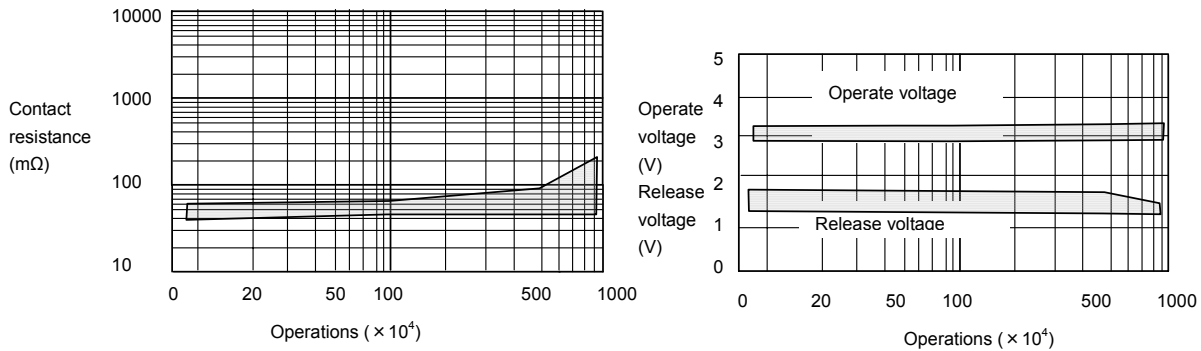 10000
1000
100
10
Contact
resistance
(mΩ)
0 20 50 100 500 1000
Operations ( × 10⁴)
5
4
3
2
1
0
Operate
voltage
(V)
Release
voltage
(V)
Operate voltage
Release voltage
0 20 50 100 500 1000
Operations ( × 10⁴)